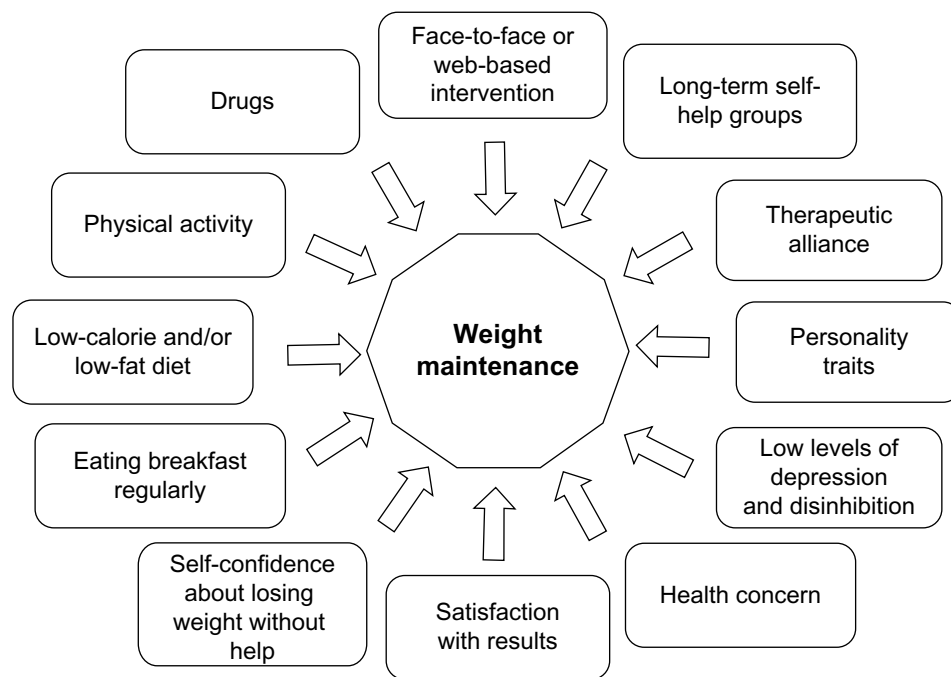 Face-to-face or
web-based
intervention
Drugs
Long-term self-
help groups
Physical activity
Therapeutic
alliance
Low-calorie and/or
low-fat diet
Weight
maintenance
Personality
traits
Eating breakfast
regularly
Low levels of
depression
and disinhibition
Self-confidence
about losing
weight without
help
Satisfaction
with results
Health concern